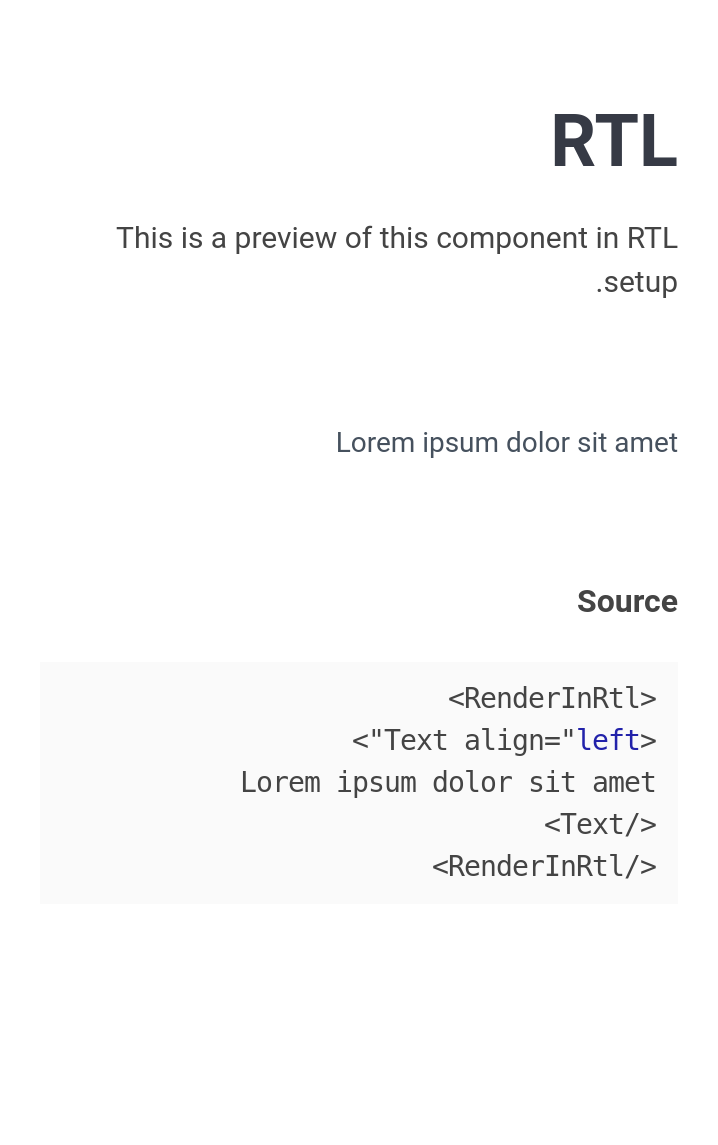 RTL
This is a preview of this component in RTL
.setup
Lorem ipsum dolor sit amet
Source
<RenderInRtl>
<"Text align="left>
Lorem ipsum dolor sit amet
<Text/>
<RenderInRtl/>